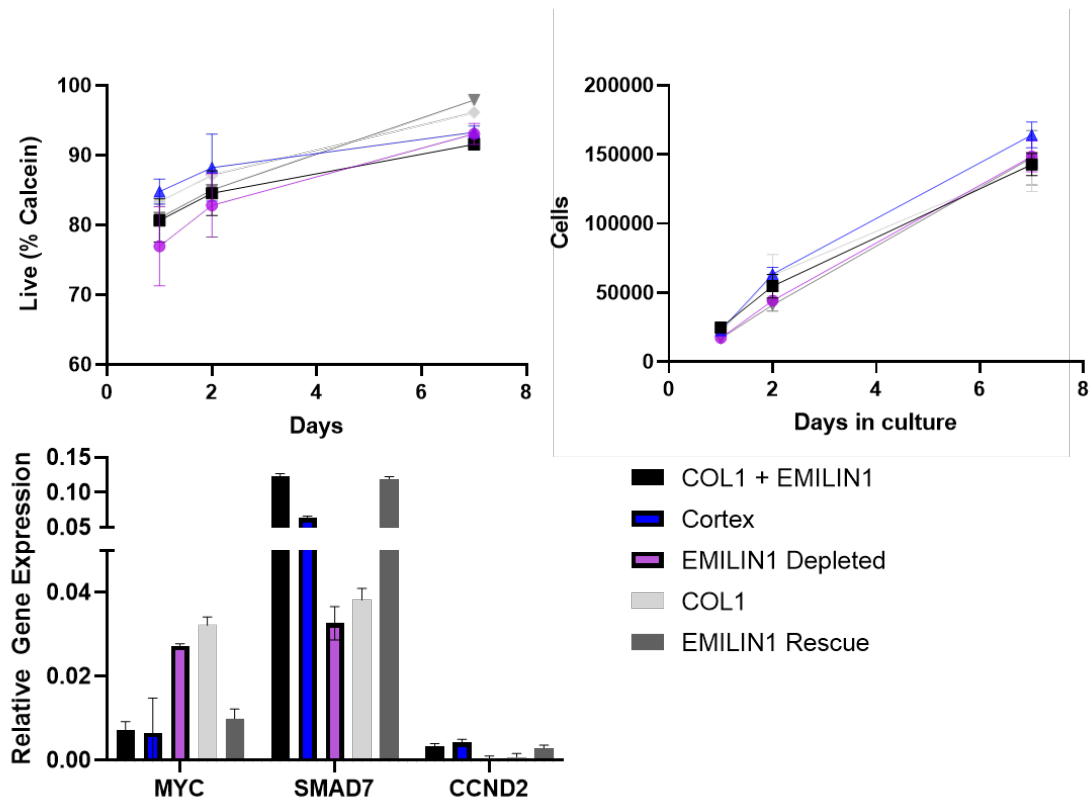 100
90
80
70
60
Live (% Calcein)
0 2 4 6 8
Days
200000
150000
100000
50000
0
Cells
0 2 4 6 8
Days in culture
0.15
0.10
0.05
0.04
0.02
0.00
Relative Gene Expression
MYC SMAD7 CCND2
COL1 + EMILIN1
Cortex
EMILIN1 Depleted
COL1
EMILIN1 Rescue